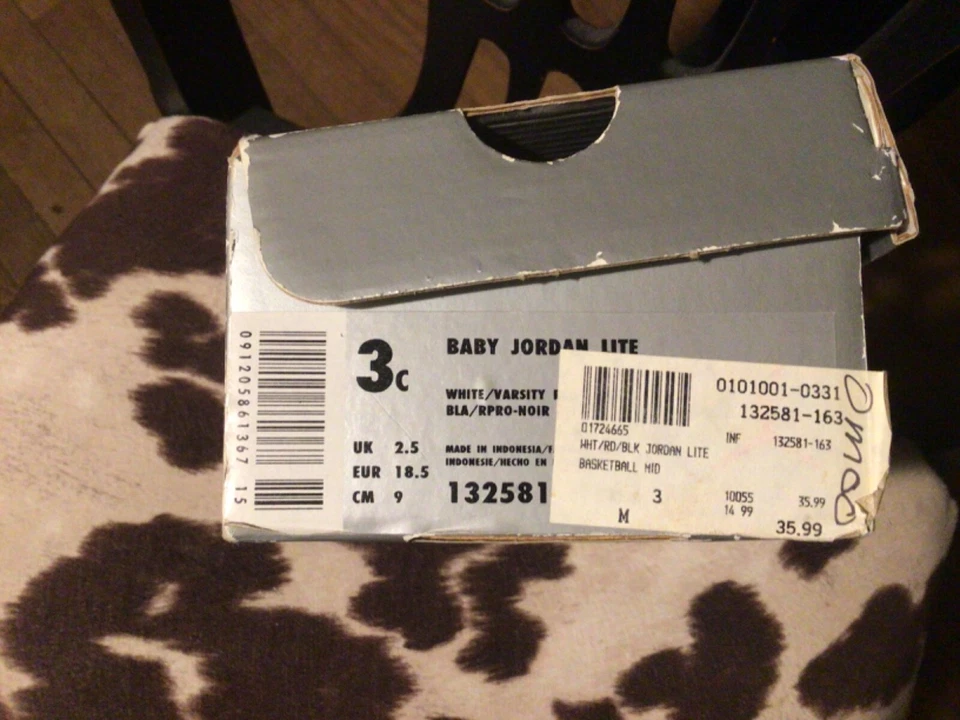 091205861367 15
3C
BABY JORDAN LITE
WHITE/VARSITY
BLA/RPRO-NOIR
UK 2.5
EUR 18.5
CM 9
MADE IN INDONESIA/F
INDONESIE/HECHO EN
132581
0101001-0331
132581-163
01724665
INF 132581-163
WHT/RD/BLK JORDAN LITE
BASKETBALL MID
3 10055 35.99
M 14 99
35.99